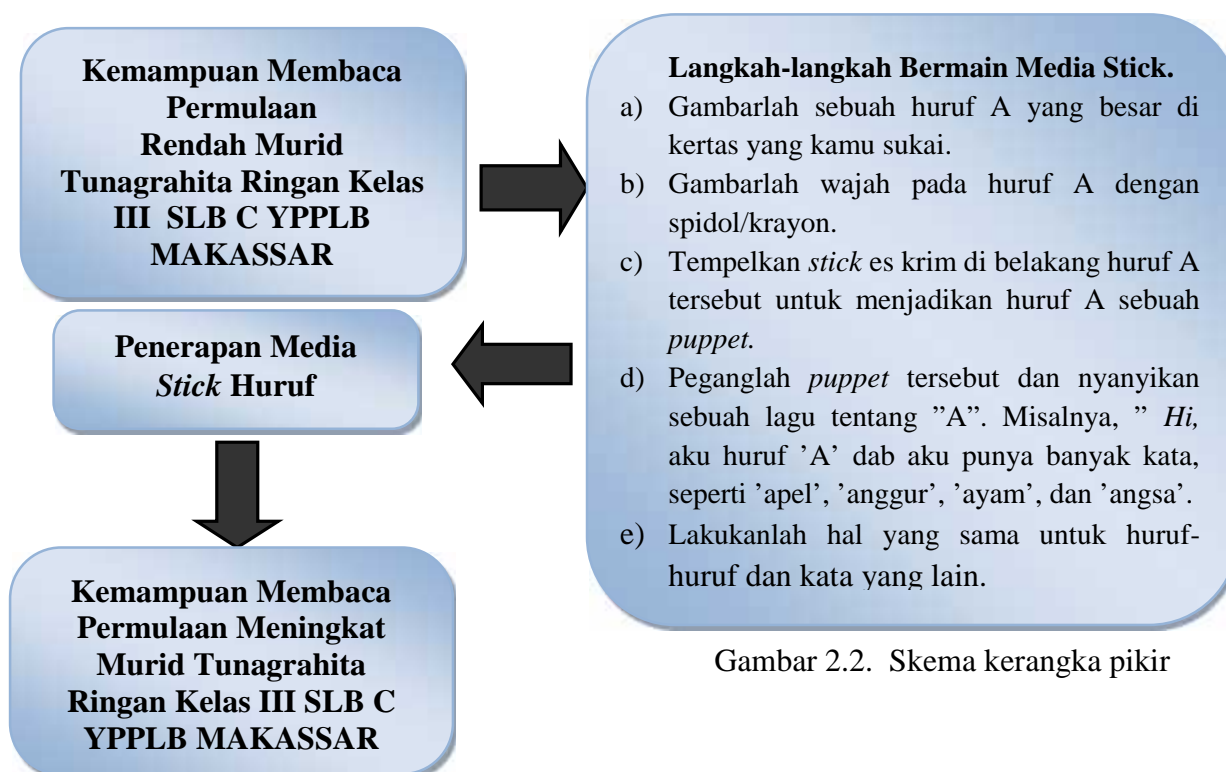 Kemampuan Membaca
Permulaan
Rendah Murid
Tunagrahita Ringan Kelas
III SLB C YPPLB
MAKASSAR
Langkah-langkah Bermain Media Stick.
a) Gambarlah sebuah huruf A yang besar di
kertas yang kamu sukai.
b) Gambarlah wajah pada huruf A dengan
spidol/krayon.
c) Tempelkan stick es krim di belakang huruf A
tersebut untuk menjadikan huruf A sebuah
puppet.
d) Peganglah puppet tersebut dan nyanyikan
sebuah lagu tentang ”A”. Misalnya, ” Hi,
aku huruf ’A’ dab aku punya banyak kata,
seperti ’apel’, ’anggur’, ’ayam’, dan ’angsa’.
e) Lakukanlah hal yang sama untuk huruf-
huruf dan kata yang lain.
Penerapan Media
Stick Huruf
Kemampuan Membaca
Permulaan Meningkat
Murid Tunagrahita
Ringan Kelas III SLB C
YPPLB MAKASSAR
Gambar 2.2. Skema kerangka pikir